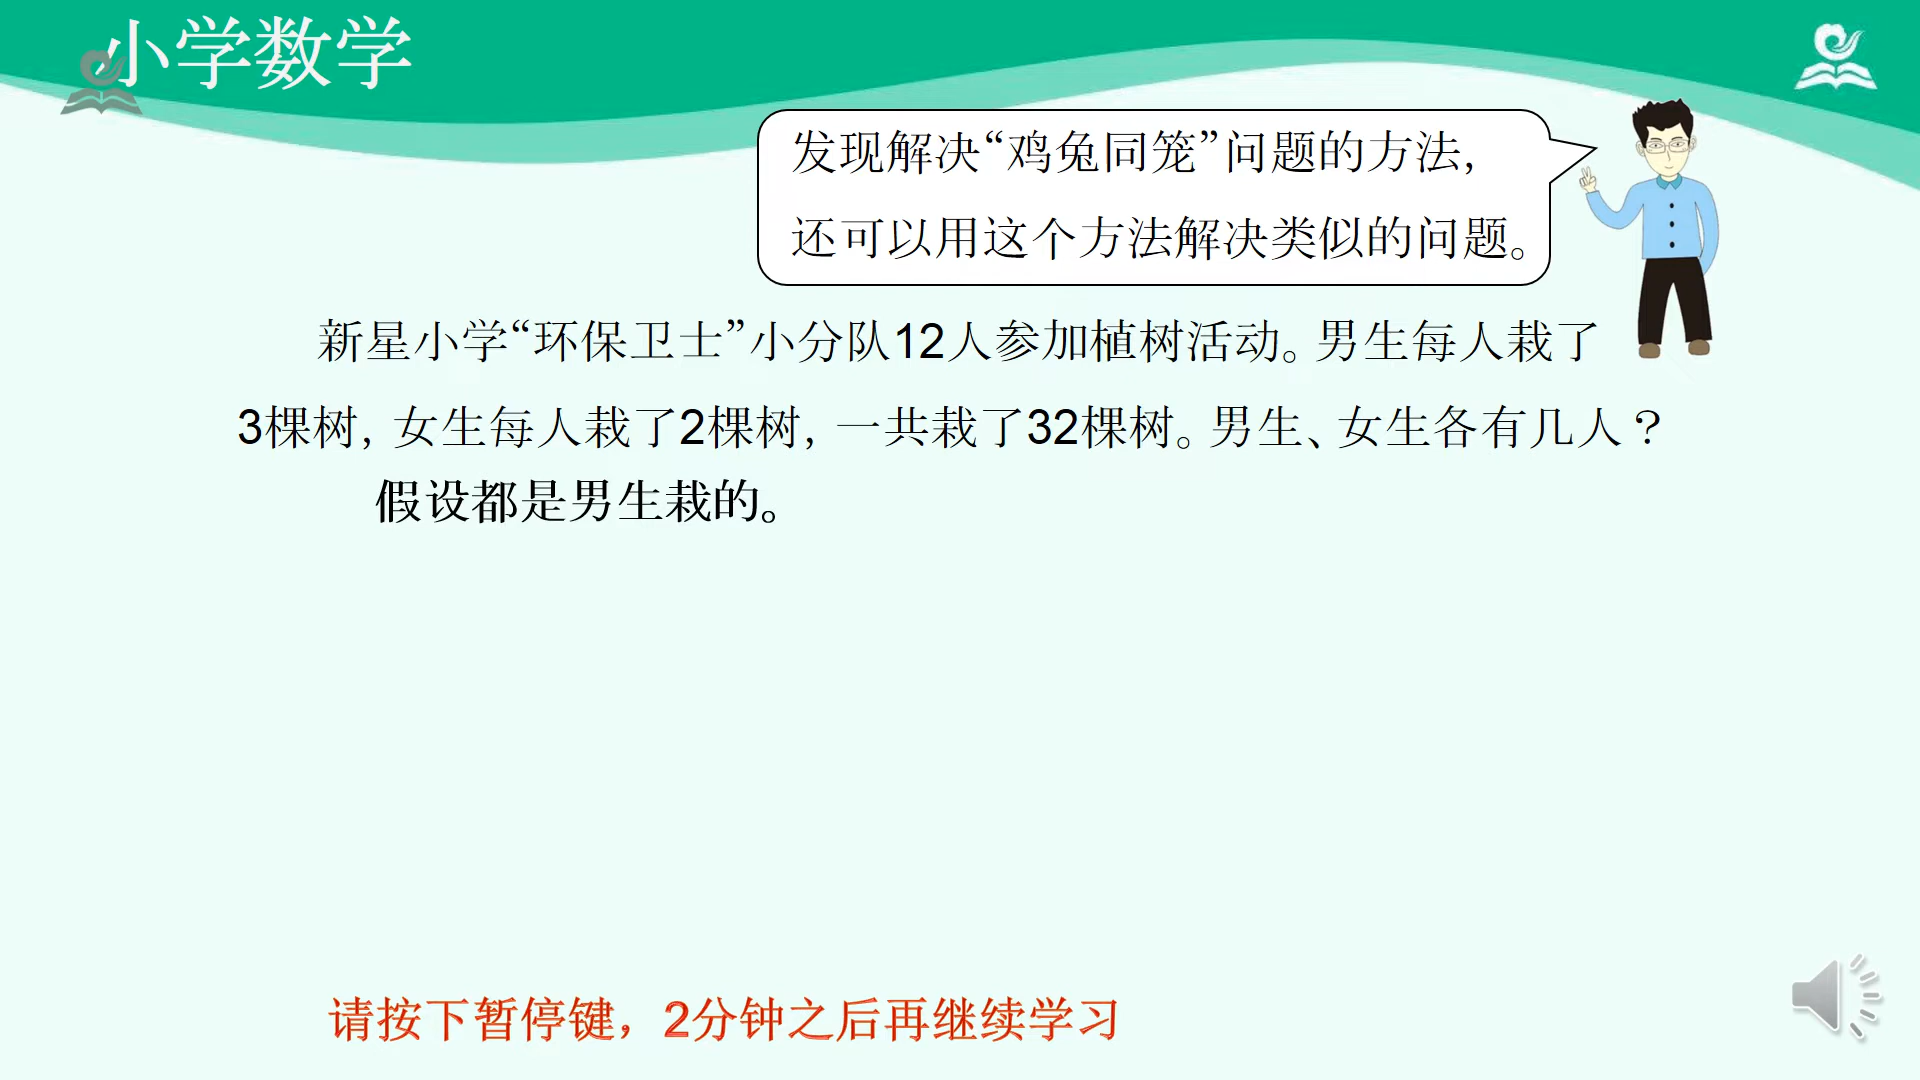 小学数学
发现解决“鸡兔同笼”问题的方法，
还可以用这个方法解决类似的问题。
新星小学“环保卫士”小分队12人参加植树活动。男生每人栽了
3棵树，女生每人栽了2棵树，一共栽了32棵树。男生、女生各有几人？
假设都是男生栽的。
请按下暂停键，2分钟之后再继续学习